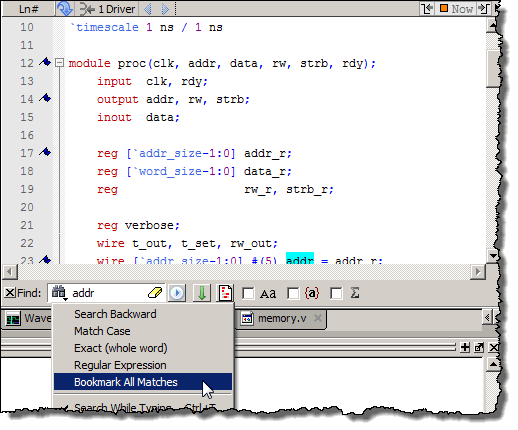 Ln# 1 Driver Now
10 `timescale 1 ns / 1 ns
11
12 module proc(clk, addr, data, rw, strb, rdy);
13 input clk, rdy;
14 output addr, rw, strb;
15 inout data;
16
17 reg [`addr_size-1:0] addr_r;
18 reg [`word_size-1:0] data_r;
19 reg rw_r, strb_r;
20
21 reg verbose;
22 wire t_out, t_set, rw_out;
23 wire [`addr_size-1:0] #(5) addr = addr_r;
Find: addr AA {a} Σ
Search Backward
Wave memory.v
Match Case
Exact (whole word)
Regular Expression
Bookmark All Matches
Search While Typing Ctrl+T